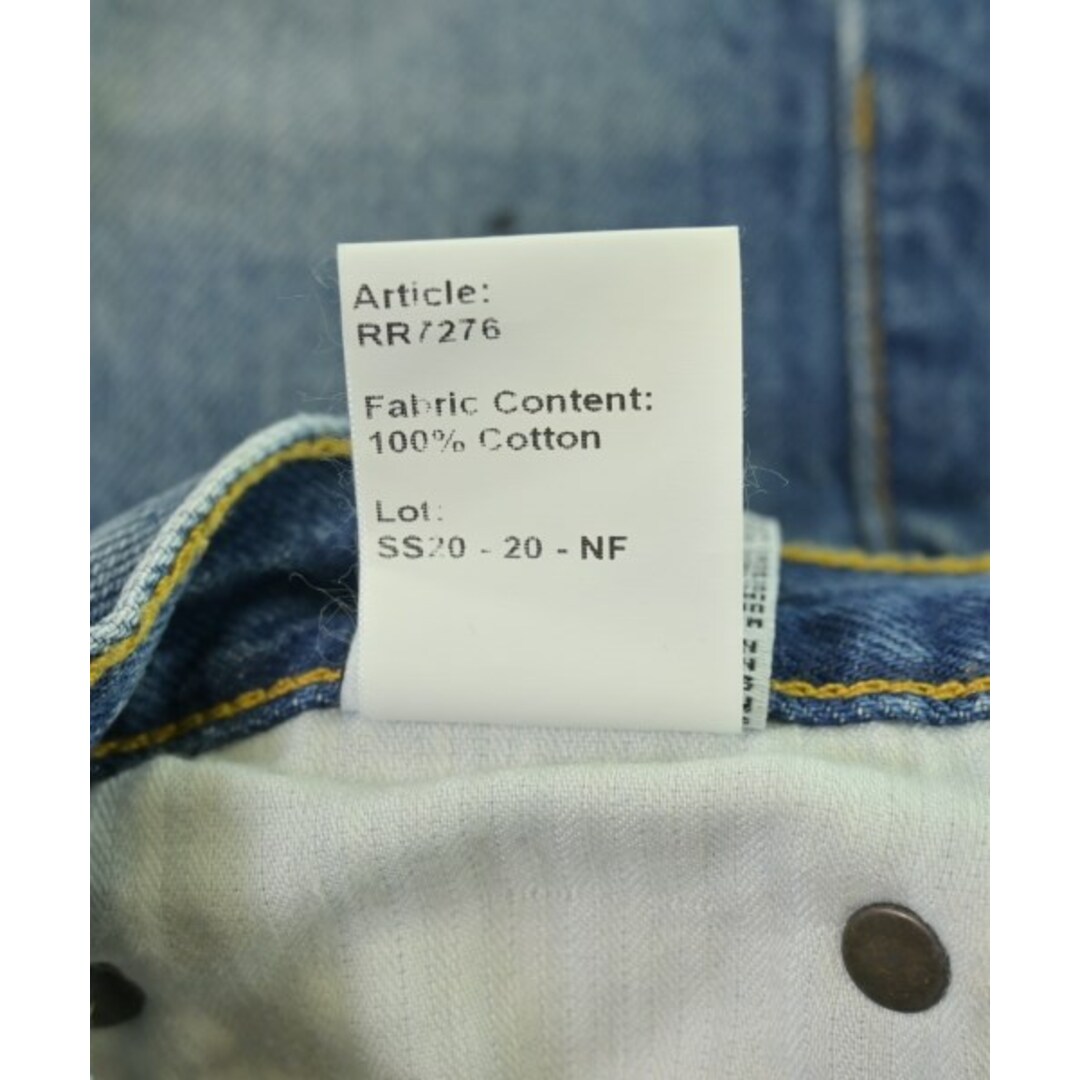 Article:
RR7276
Fabric Content:
100% Cotton
Lot:
SS20 - 20 - NF